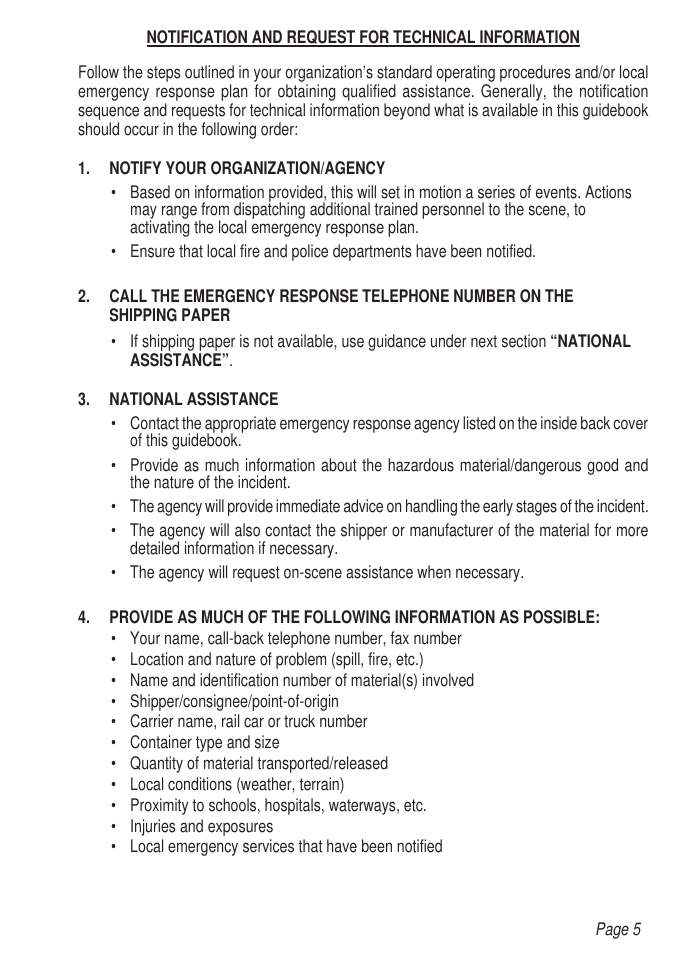 NOTIFICATION AND REQUEST FOR TECHNICAL INFORMATION
Follow the steps outlined in your organization’s standard operating procedures and/or local
emergency response plan for obtaining qualified assistance. Generally, the notification
sequence and requests for technical information beyond what is available in this guidebook
should occur in the following order:
1. NOTIFY YOUR ORGANIZATION/AGENCY
• Based on information provided, this will set in motion a series of events. Actions
may range from dispatching additional trained personnel to the scene, to
activating the local emergency response plan.
• Ensure that local fire and police departments have been notified.
2. CALL THE EMERGENCY RESPONSE TELEPHONE NUMBER ON THE
SHIPPING PAPER
• If shipping paper is not available, use guidance under next section “NATIONAL
ASSISTANCE”.
3. NATIONAL ASSISTANCE
• Contact the appropriate emergency response agency listed on the inside back cover
of this guidebook.
• Provide as much information about the hazardous material/dangerous good and
the nature of the incident.
• The agency will provide immediate advice on handling the early stages of the incident.
• The agency will also contact the shipper or manufacturer of the material for more
detailed information if necessary.
• The agency will request on-scene assistance when necessary.
4. PROVIDE AS MUCH OF THE FOLLOWING INFORMATION AS POSSIBLE:
• Your name, call-back telephone number, fax number
• Location and nature of problem (spill, fire, etc.)
• Name and identification number of material(s) involved
• Shipper/consignee/point-of-origin
• Carrier name, rail car or truck number
• Container type and size
• Quantity of material transported/released
• Local conditions (weather, terrain)
• Proximity to schools, hospitals, waterways, etc.
• Injuries and exposures
• Local emergency services that have been notified
Page 5